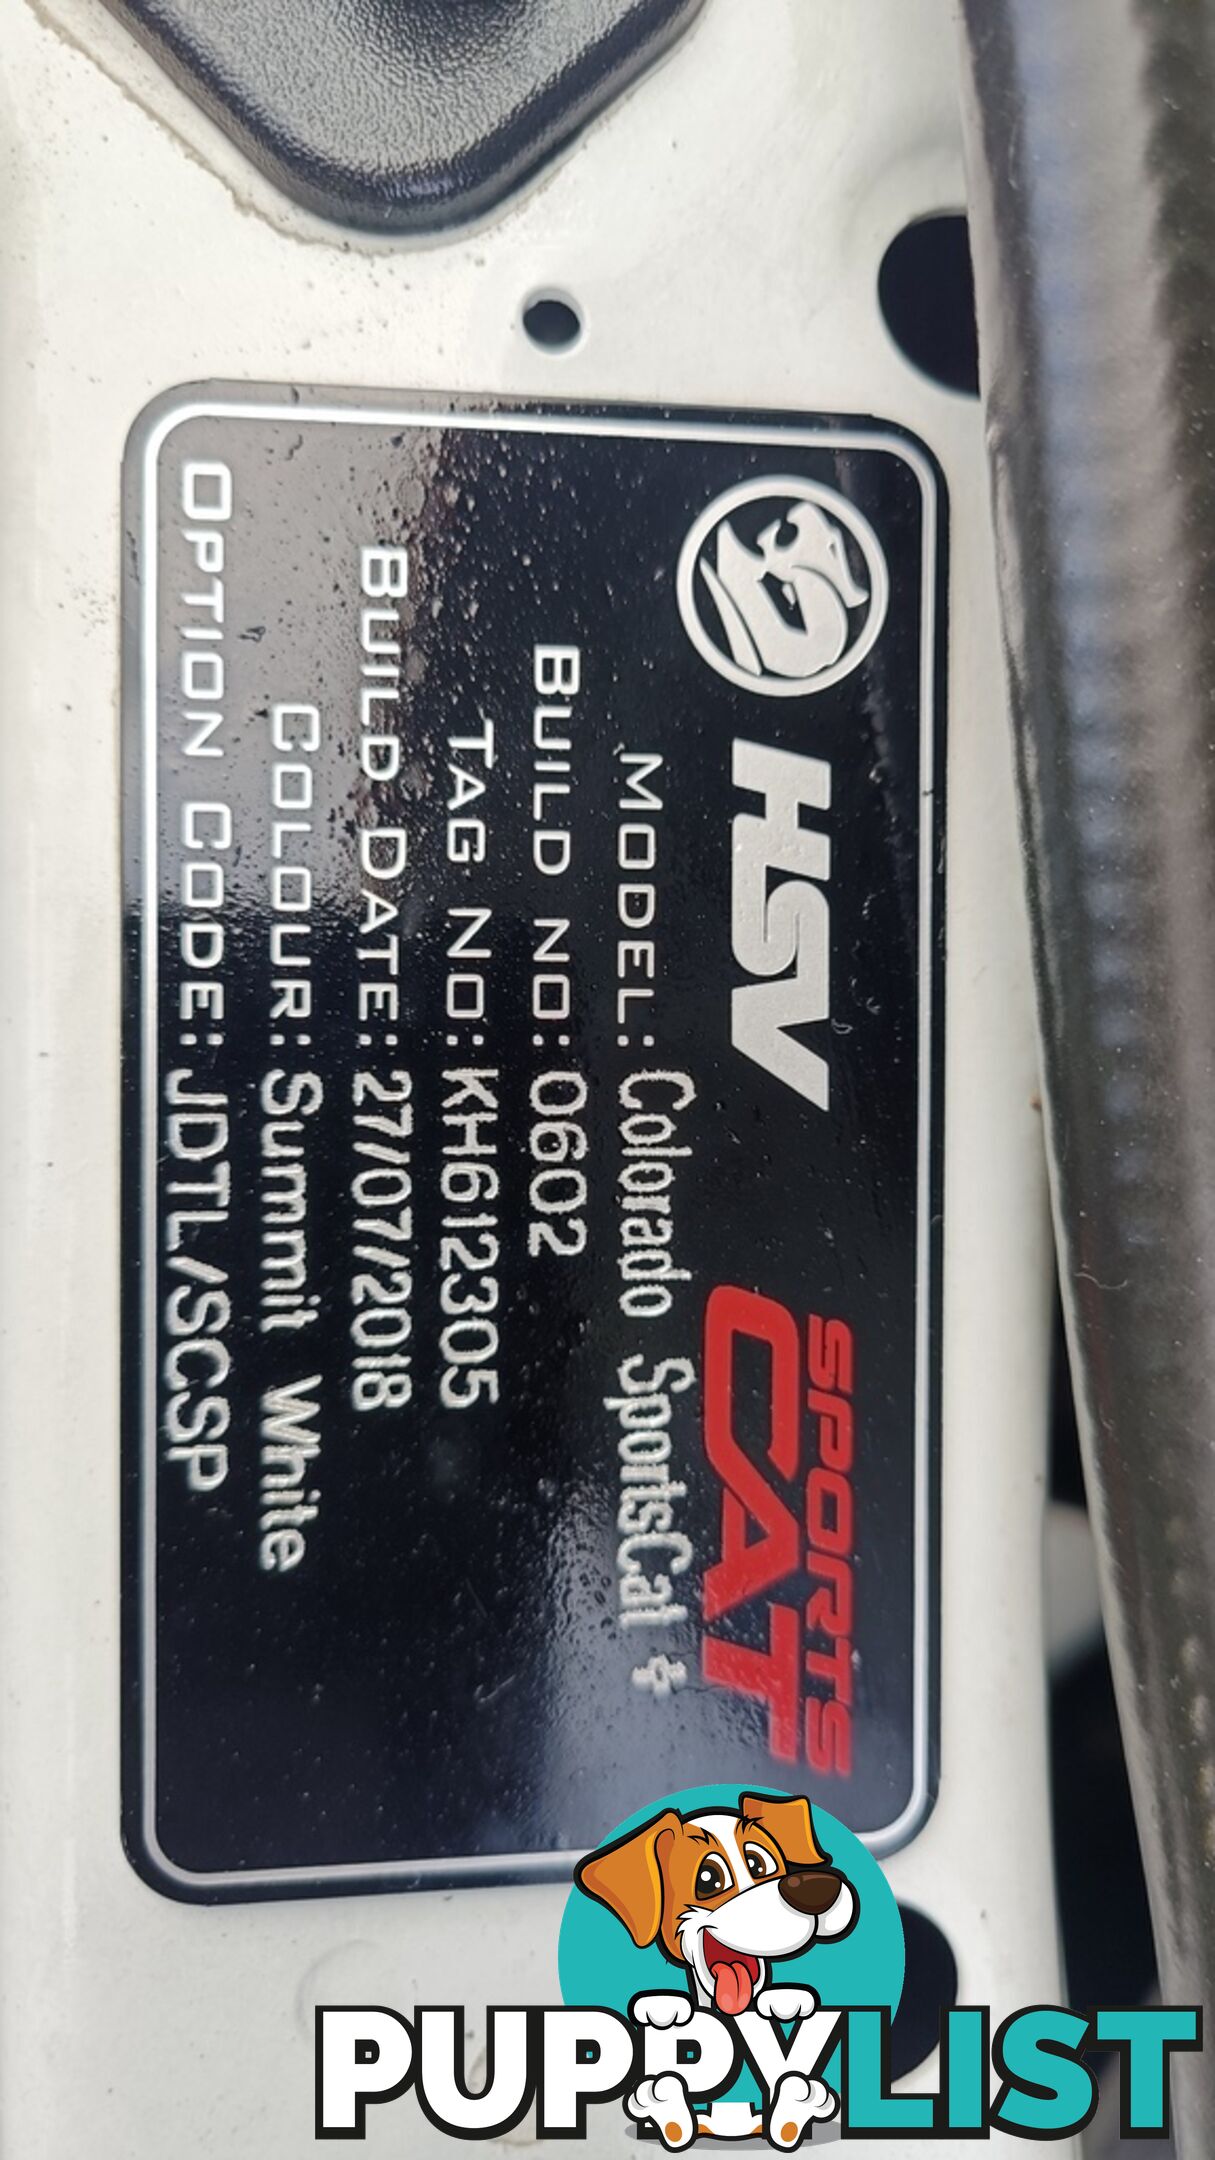 HSV SPORTS CAT
MODEL: Colorado SportsCat +
BUILD NO: 0602
TAG NO: KH612305
BUILD DATE: 27/07/2018
COLOUR: Summit White
OPTION CODE: JDTL/SCSP
PUPPYLIST